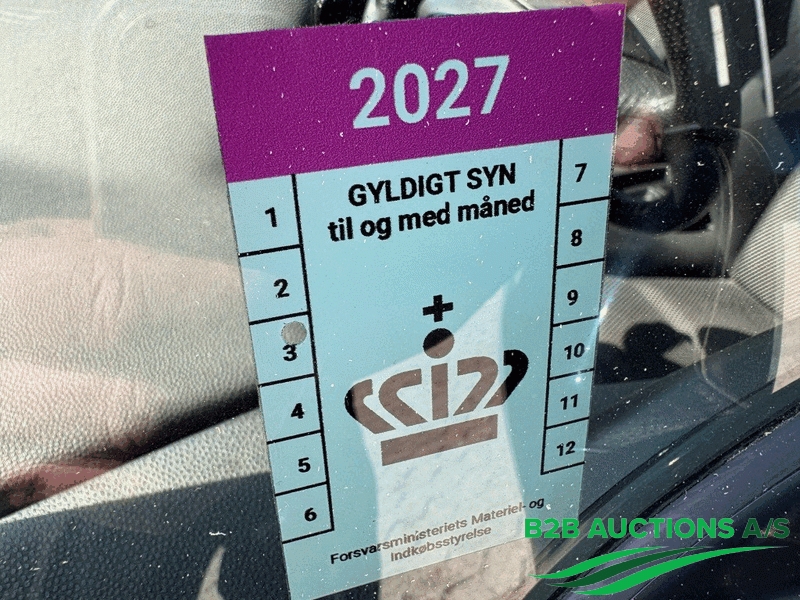 2027
GYLDIGT SYN
til og med måned
1
2
3
4
5
6
7
8
9
10
11
12
Forsvarsministeriets Materiel- og
Indkøbsstyrelse
B2B AUCTIONS A/S